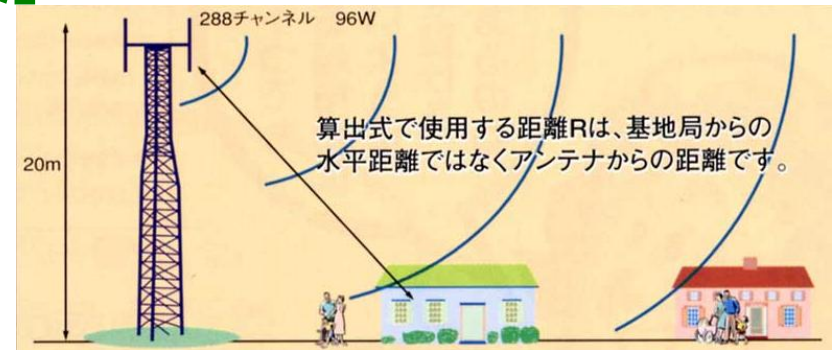 288チャンネル 96W
算出式で使用する距離Rは、基地局からの
水平距離ではなくアンテナからの距離です。
20m